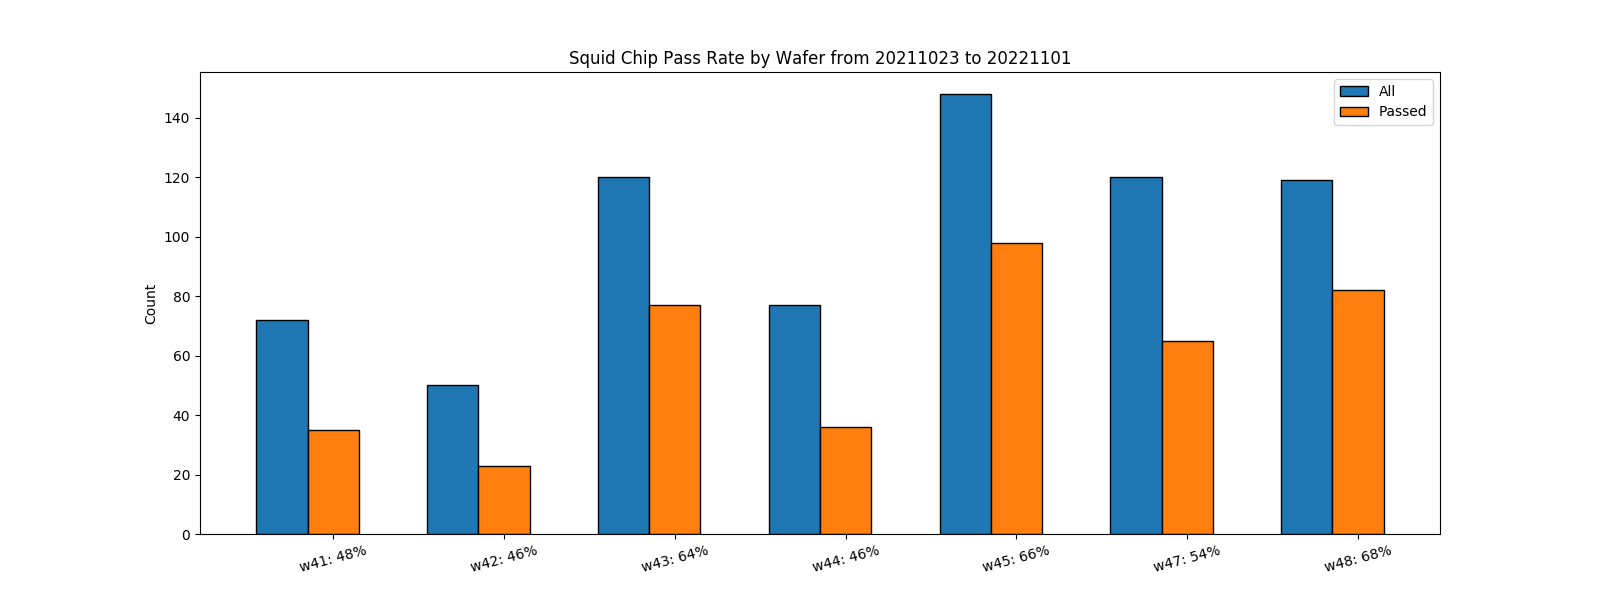 Squid Chip Pass Rate by Wafer from 20211023 to 20221101
All
Passed
Count
140
120
100
80
60
40
20
0
w41: 48%
w42: 46%
w43: 64%
w44: 46%
w45: 66%
w47: 54%
w48: 68%